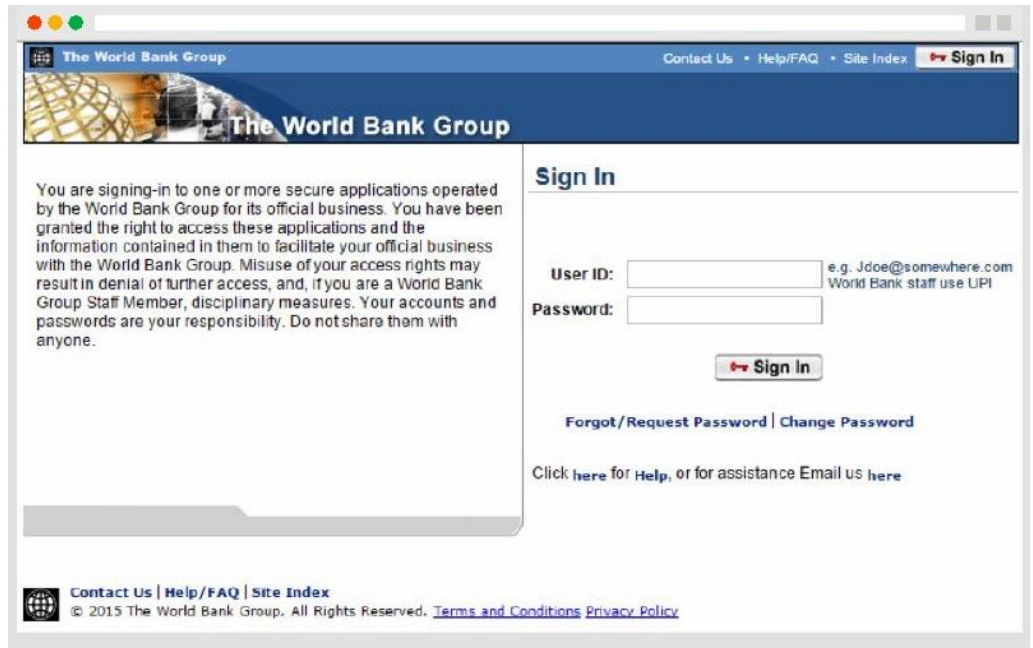 The World Bank Group
Contact Us • Help/FAQ • Site Index Sign In
The World Bank Group
You are signing-in to one or more secure applications operated
by the World Bank Group for its official business. You have been
granted the right to access these applications and the
information contained in them to facilitate your official business
with the World Bank Group. Misuse of your access rights may
result in denial of further access, and, if you are a World Bank
Group Staff Member, disciplinary measures. Your accounts and
passwords are your responsibility. Do not share them with
anyone.
Sign In
User ID:
e.g. Jdoe@somewhere.com
World Bank staff use UPI
Password:
Sign In
Forgot/Request Password | Change Password
Click here for Help, or for assistance Email us here
Contact Us | Help/FAQ | Site Index
© 2015 The World Bank Group, All Rights Reserved. Terms and Conditions Privacy Policy